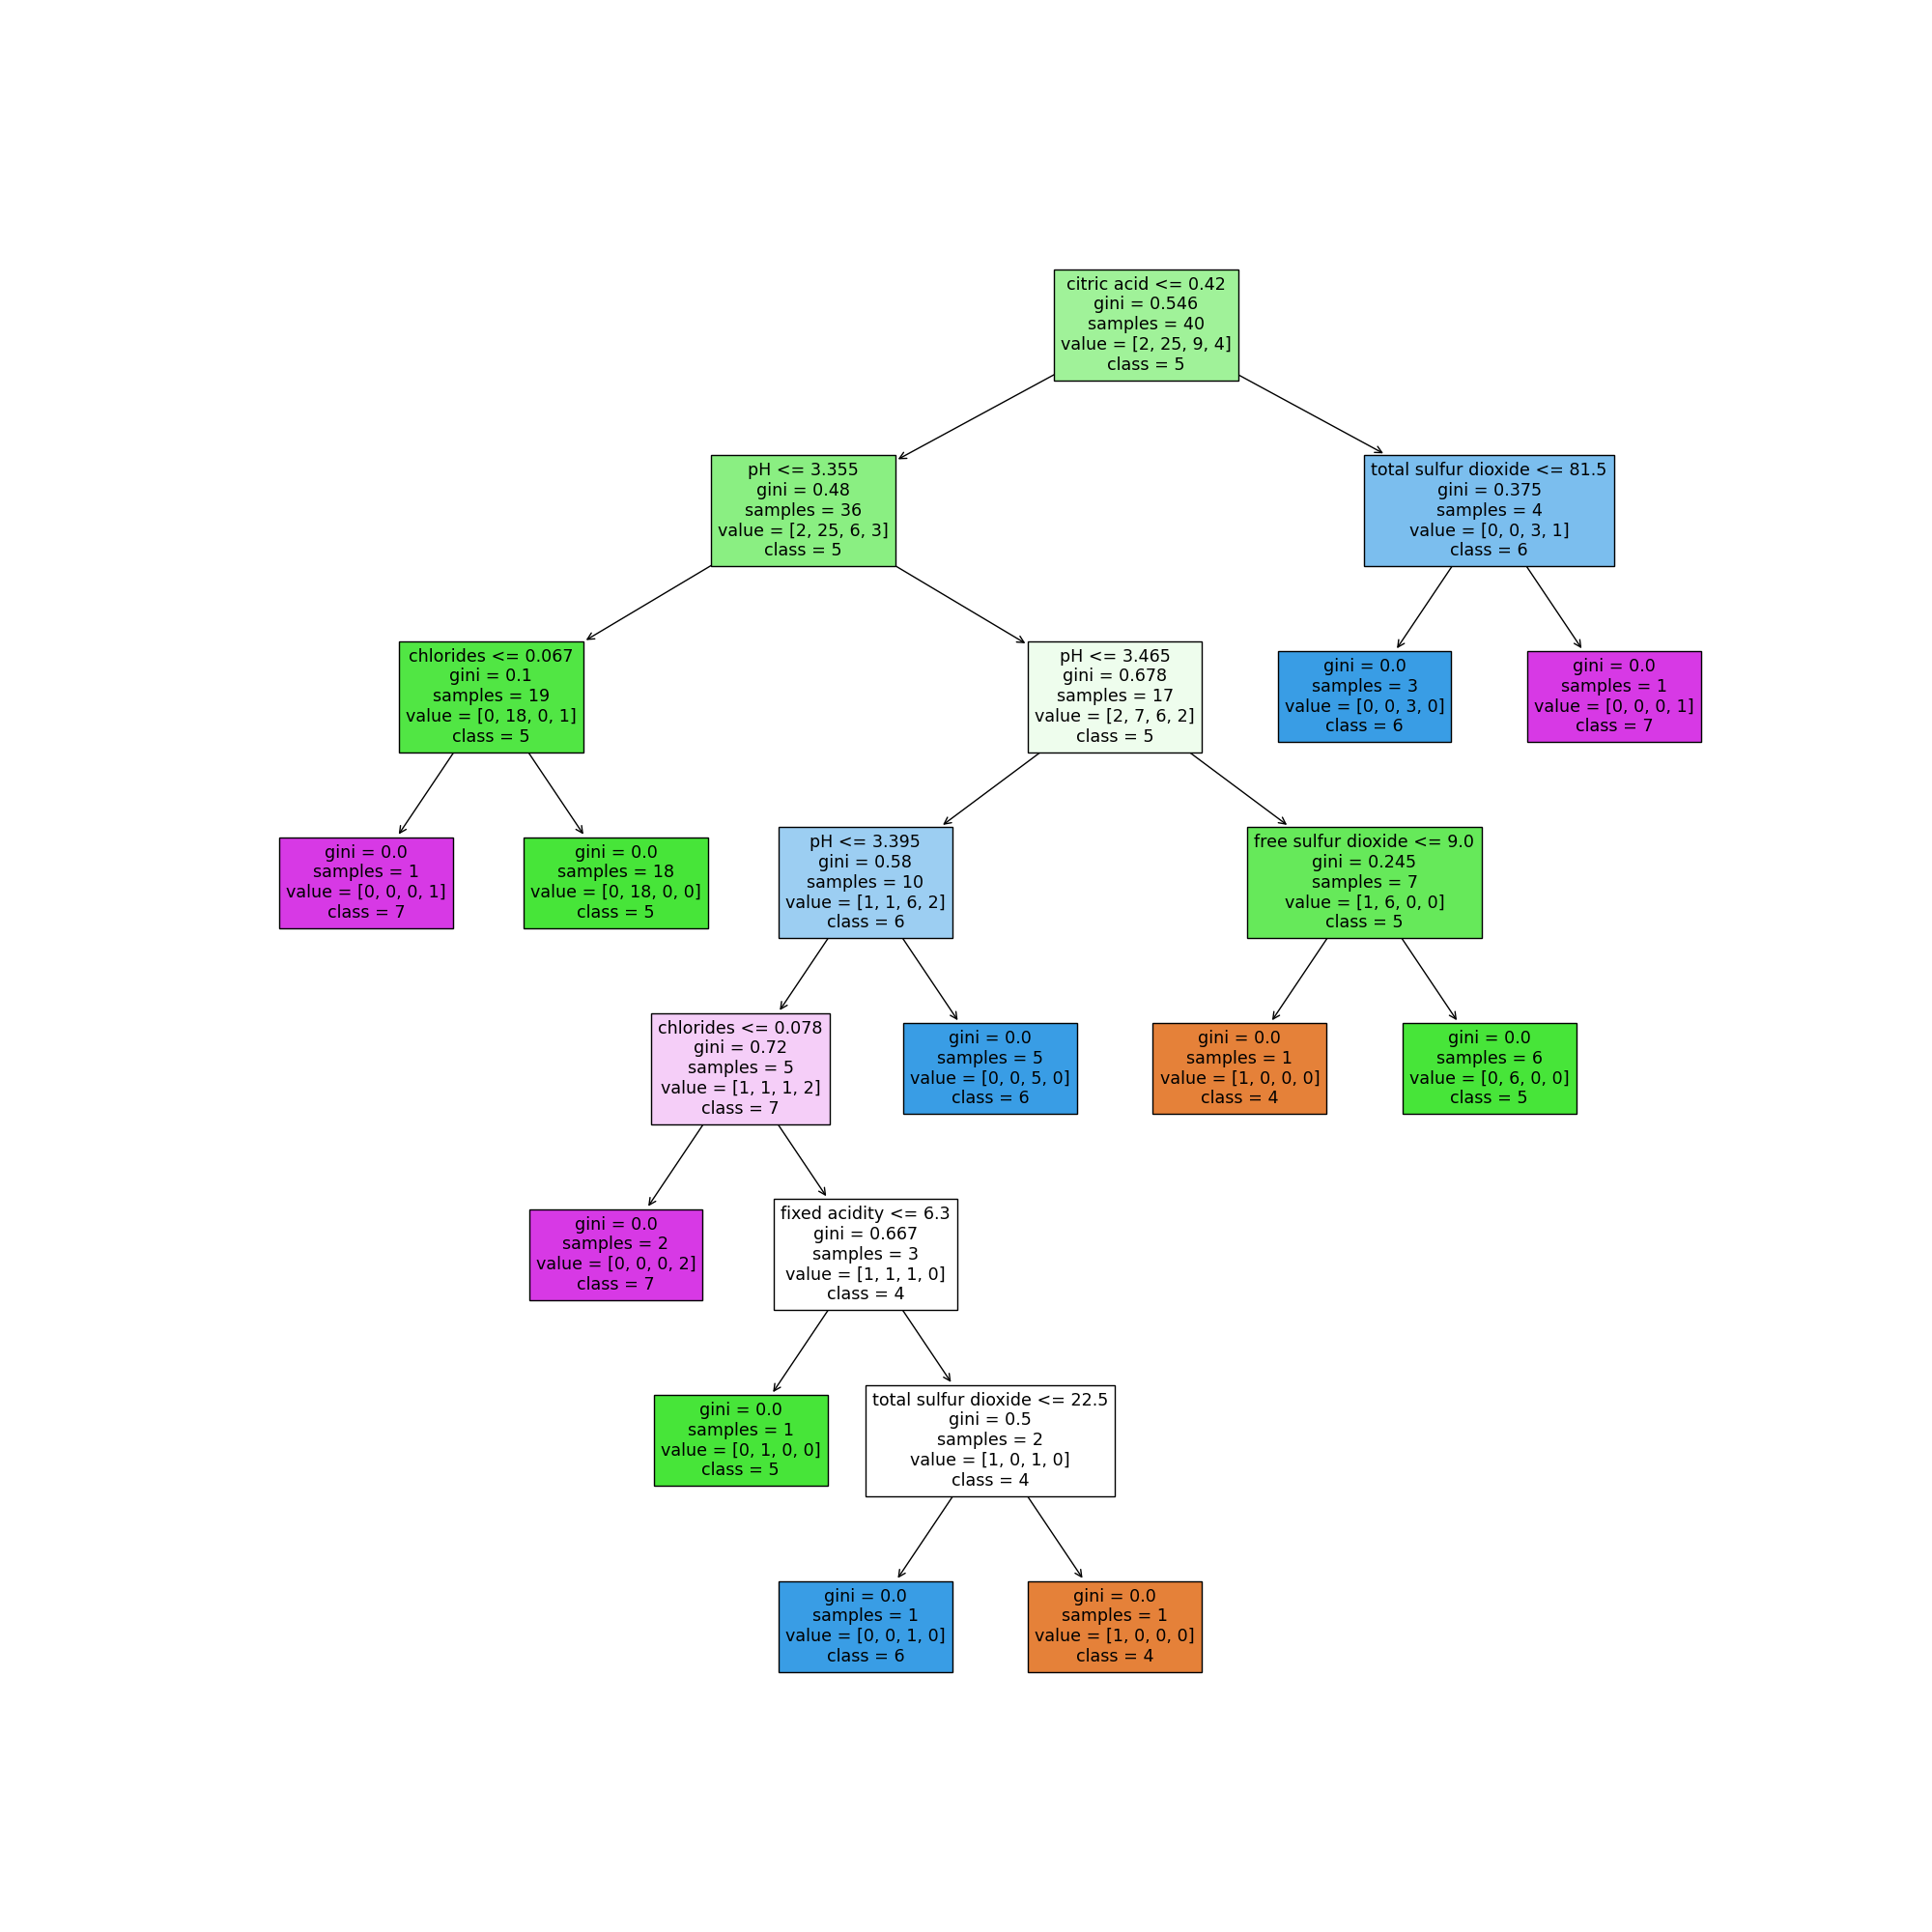 citric acid <= 0.42
gini = 0.546
samples = 40
value = [2, 25, 9, 4]
class = 5
pH <= 3.355
gini = 0.48
samples = 36
value = [2, 25, 6, 3]
class = 5
total sulfur dioxide <= 81.5
gini = 0.375
samples = 4
value = [0, 0, 3, 1]
class = 6
chlorides <= 0.067
gini = 0.1
samples = 19
value = [0, 18, 0, 1]
class = 5
pH <= 3.465
gini = 0.678
samples = 17
value = [2, 7, 6, 2]
class = 5
gini = 0.0
samples = 3
value = [0, 0, 3, 0]
class = 6
gini = 0.0
samples = 1
value = [0, 0, 0, 1]
class = 7
gini = 0.0
samples = 1
value = [0, 0, 0, 1]
class = 7
gini = 0.0
samples = 18
value = [0, 18, 0, 0]
class = 5
pH <= 3.395
gini = 0.58
samples = 10
value = [1, 1, 6, 2]
class = 6
free sulfur dioxide <= 9.0
gini = 0.245
samples = 7
value = [1, 6, 0, 0]
class = 5
chlorides <= 0.078
gini = 0.72
samples = 5
value = [1, 1, 1, 2]
class = 7
gini = 0.0
samples = 5
value = [0, 0, 5, 0]
class = 6
gini = 0.0
samples = 1
value = [1, 0, 0, 0]
class = 4
gini = 0.0
samples = 6
value = [0, 6, 0, 0]
class = 5
gini = 0.0
samples = 2
value = [0, 0, 0, 2]
class = 7
fixed acidity <= 6.3
gini = 0.667
samples = 3
value = [1, 1, 1, 0]
class = 4
gini = 0.0
samples = 1
value = [0, 1, 0, 0]
class = 5
total sulfur dioxide <= 22.5
gini = 0.5
samples = 2
value = [1, 0, 1, 0]
class = 4
gini = 0.0
samples = 1
value = [0, 0, 1, 0]
class = 6
gini = 0.0
samples = 1
value = [1, 0, 0, 0]
class = 4